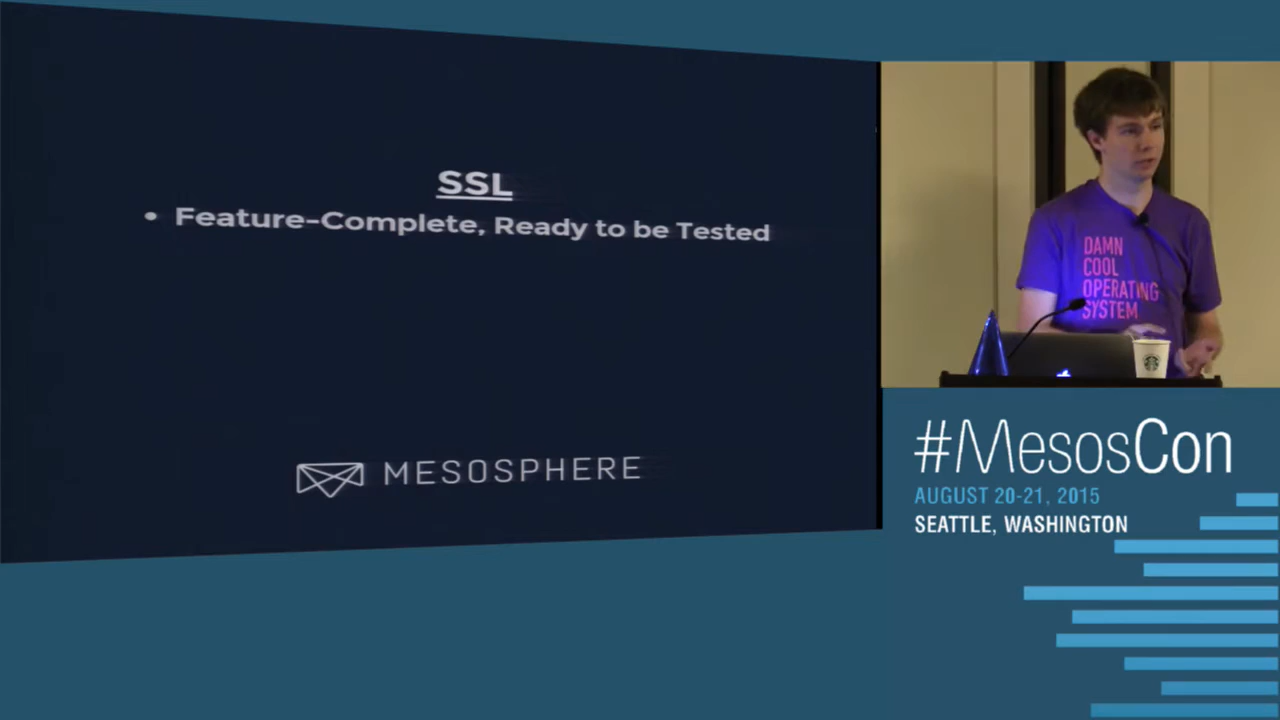 SSL
• Feature-Complete, Ready to be Tested
MESOSPHERE
DAMN
COOL
OPERATING
SYSTEM
#MesosCon
AUGUST 20-21, 2015
SEATTLE, WASHINGTON